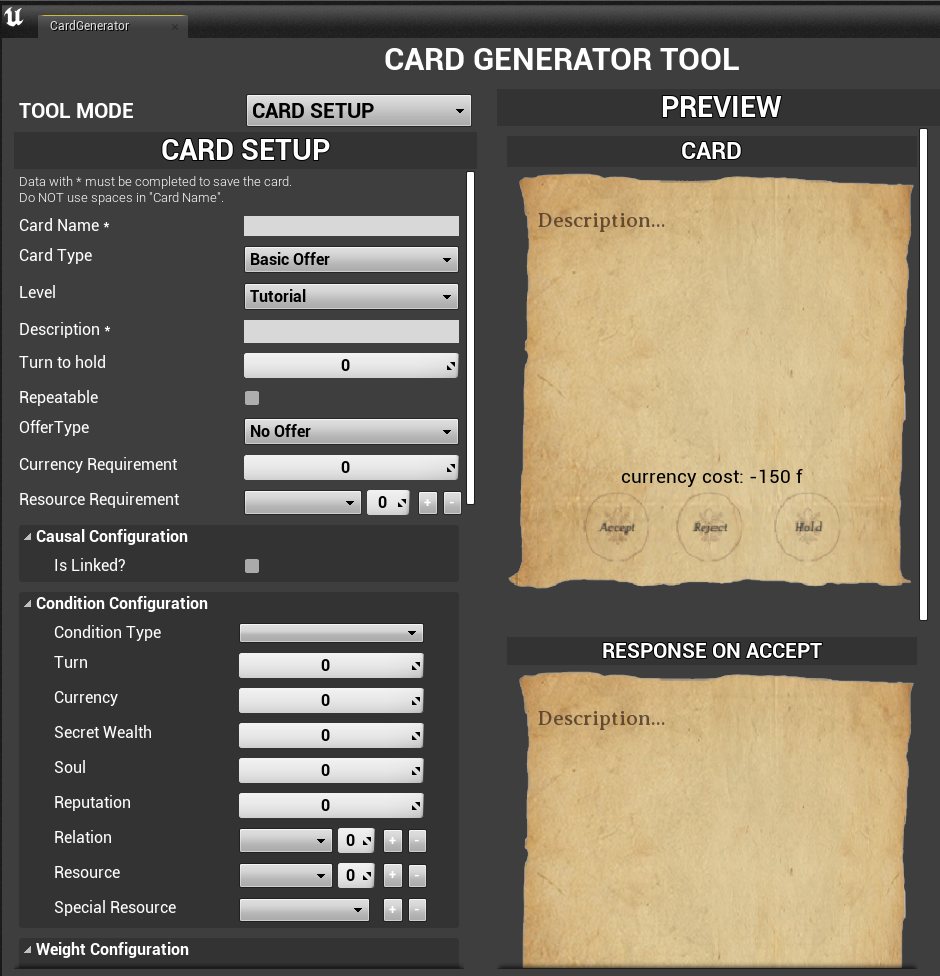 CardGenerator
CARD GENERATOR TOOL
TOOL MODE
CARD SETUP
CARD SETUP
Data with * must be completed to save the card.
Do NOT use spaces in "Card Name".
Card Name *
Card Type
Basic Offer
Level
Tutorial
Description *
Turn to hold
0
Repeatable
OfferType
No Offer
Currency Requirement
0
Resource Requirement
0
+
-
Causal Configuration
Is Linked?
Condition Configuration
Condition Type
Turn
0
Currency
0
Secret Wealth
0
Soul
0
Reputation
0
Relation
0
+
-
Resource
0
+
-
Special Resource
+
-
Weight Configuration
PREVIEW
CARD
Description...
currency cost: -150 f
Accept
Reject
Hold
RESPONSE ON ACCEPT
Description...